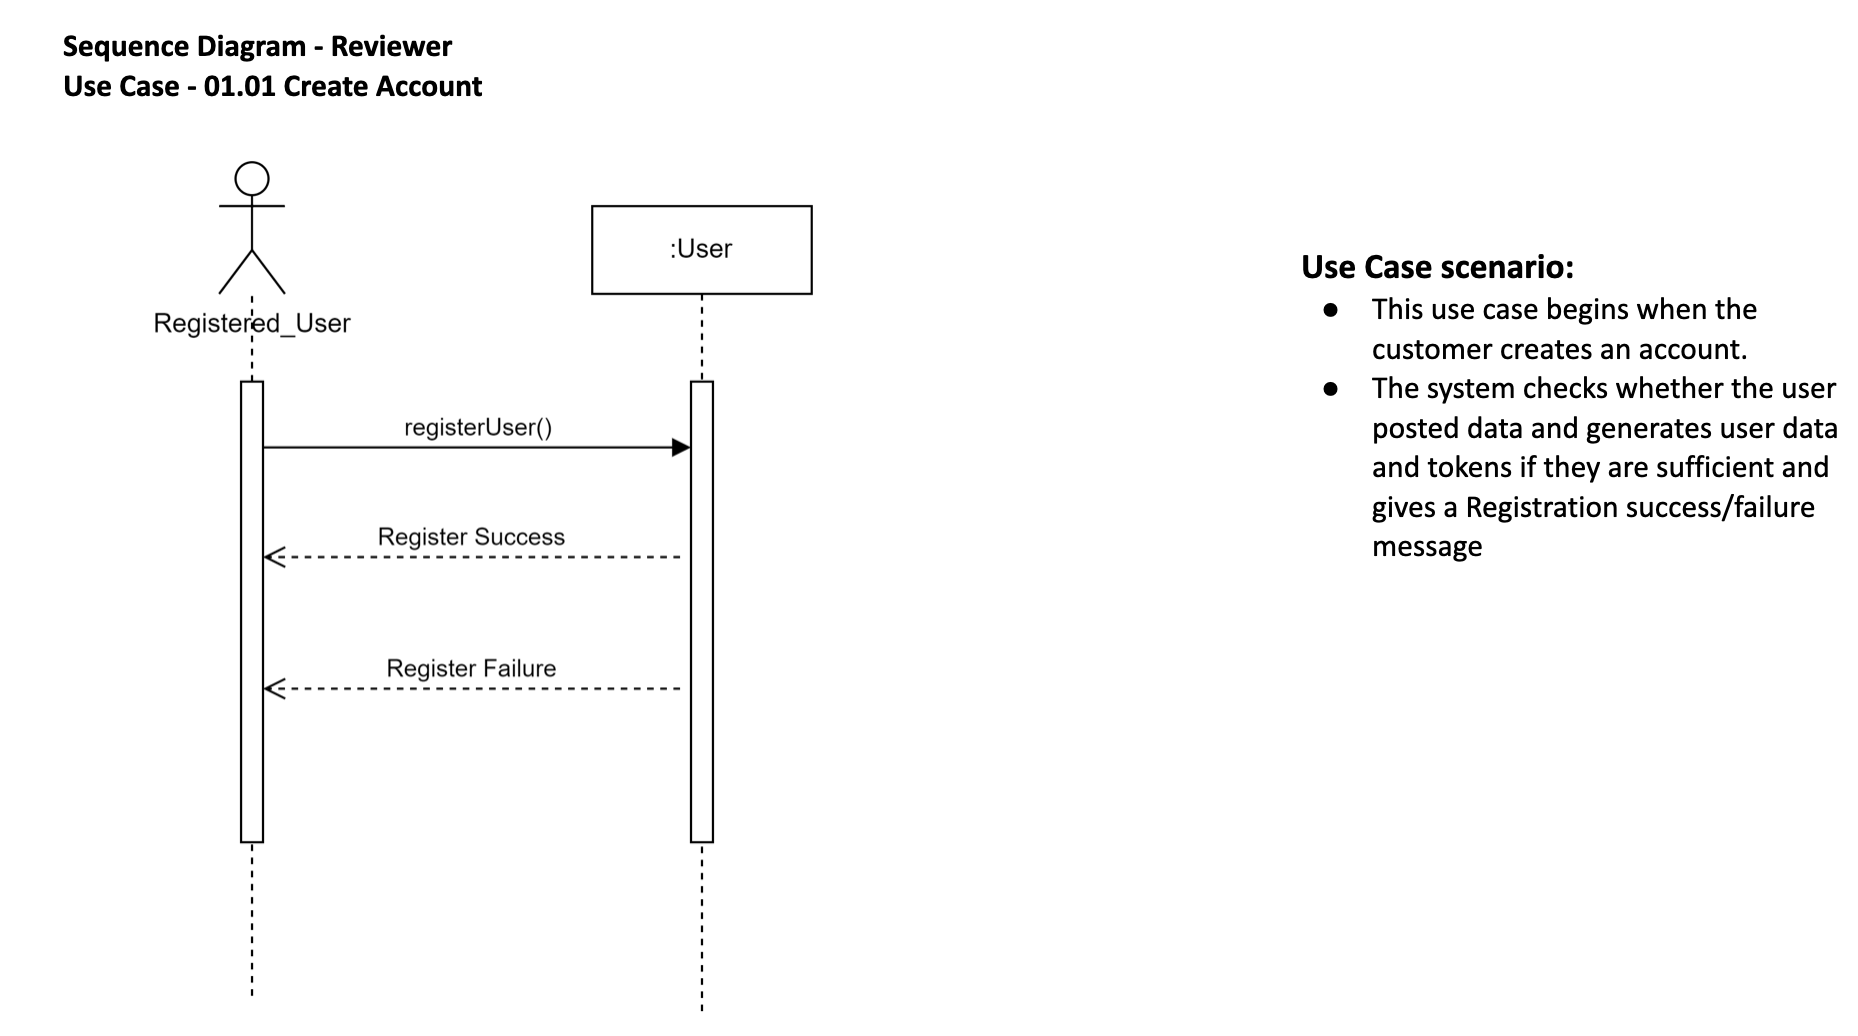 Sequence Diagram - Reviewer
Use Case - 01.01 Create Account
Registered_User
:User
registerUser()
Register Success
Register Failure
Use Case scenario:
● This use case begins when the
customer creates an account.
● The system checks whether the user
posted data and generates user data
and tokens if they are sufficient and
gives a Registration success/failure
message